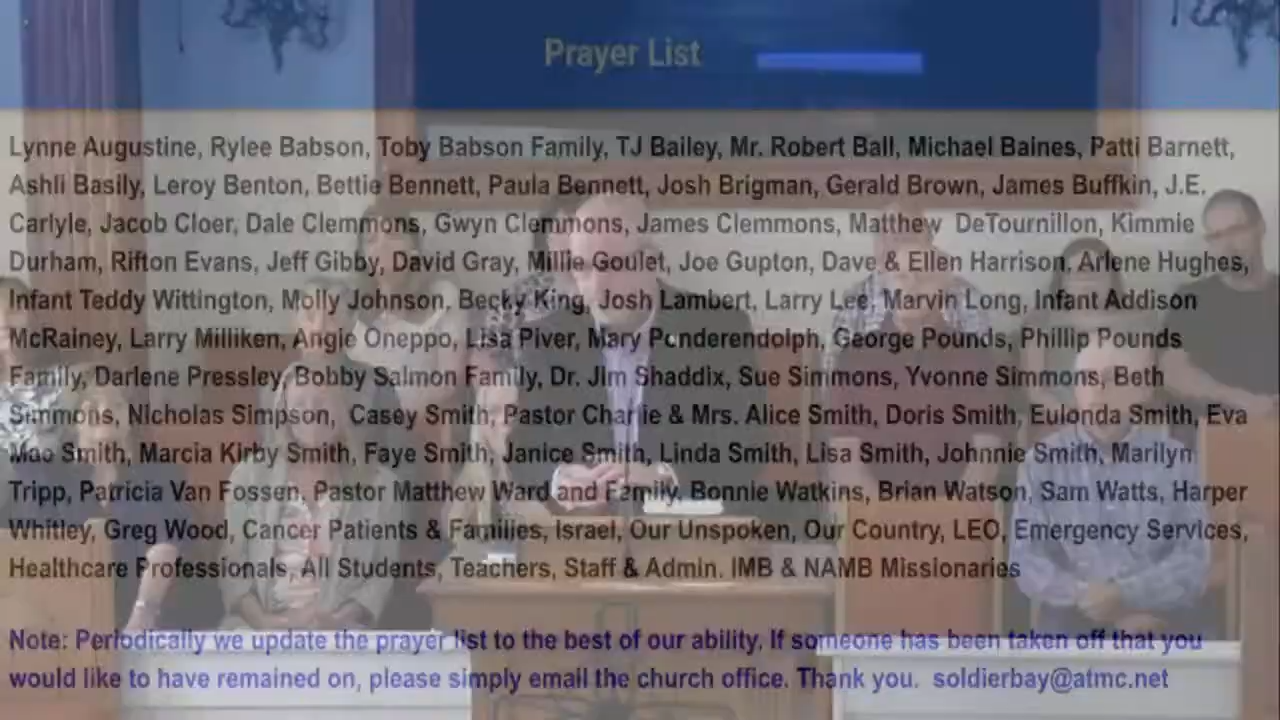 Prayer List
Lynne Augustine, Rylee Babson, Toby Babson Family, TJ Bailey, Mr. Robert Ball, Michael Baines, Patti Barnett,
Ashli Basily, Leroy Benton, Bettie Bennett, Paula Bennett, Josh Brigman, Gerald Brown, James Buffkin, J.E.
Carlyle, Jacob Cloer, Dale Clemmons, Gwyn Clemmons, James Clemmons, Matthew DeTournillon, Kimmie
Durham, Rifton Evans, Jeff Gibby, David Gray, Millie Goulet, Joe Gupton, Dave & Ellen Harrison, Arlene Hughes,
Infant Teddy Wittington, Molly Johnson, Becky King, Josh Lambert, Larry Lee, Marvin Long, Infant Addison
McRainey, Larry Milliken, Angie Oneppo, Lisa Piver, Mary Ponderendolph, George Pounds, Phillip Pounds
Family, Darlene Pressley, Bobby Salmon Family, Dr. Jim Shaddix, Sue Simmons, Yvonne Simmons, Beth
Simmons, Nicholas Simpson, Casey Smith, Pastor Charlie & Mrs. Alice Smith, Doris Smith, Eulonda Smith, Eva
Mae Smith, Marcia Kirby Smith, Faye Smith, Janice Smith, Linda Smith, Lisa Smith, Johnnie Smith, Marilyn
Tripp, Patricia Van Fossen, Pastor Matthew Ward and Family, Bonnie Watkins, Brian Watson, Sam Watts, Harper
Whitley, Greg Wood, Cancer Patients & Families, Israel, Our Unspoken, Our Country, LEO, Emergency Services,
Healthcare Professionals, All Students, Teachers, Staff & Admin. IMB & NAMB Missionaries
Note: Periodically we update the prayer list to the best of our ability. If someone has been taken off that you
would like to have remained on, please simply email the church office. Thank you. soldierbay@atmc.net